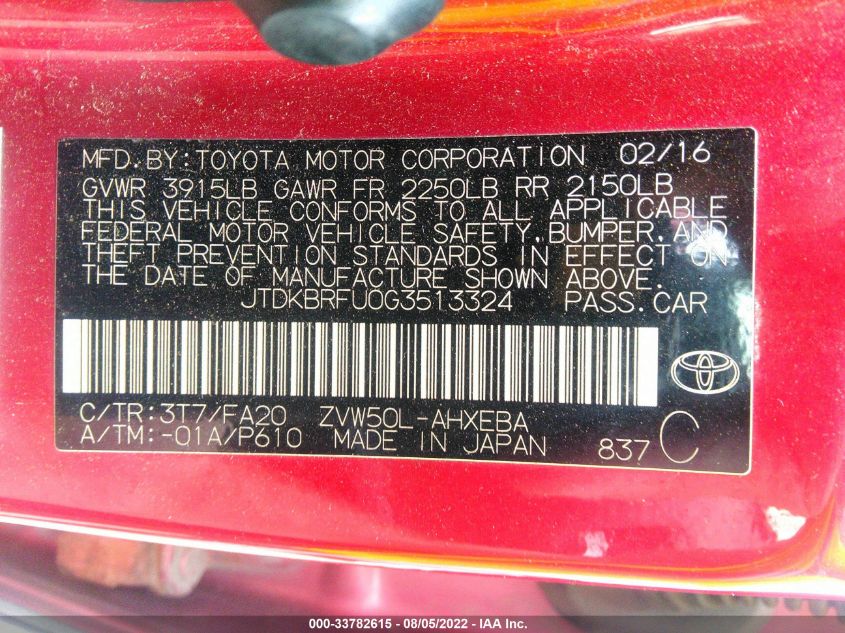 MFD.BY:TOYOTA MOTOR CORPORATION 02/16
GVWR 3915LB GAWR FR 2250LB RR 2150LB
THIS VEHICLE CONFORMS TO ALL APPLICABLE
FEDERAL MOTOR VEHICLE SAFETY,BUMPER,AND
THEFT PREVENTION STANDARDS IN EFFECT ON
THE DATE OF MANUFACTURE SHOWN ABOVE.
JTDKBRFU0G3513324 PASS.CAR
C/TR:3T7/FA20 ZVW50L-AHXEBA
A/TM:-01A/P610 MADE IN JAPAN 837 C
000-33782615 - 08/05/2022 - IAA Inc.